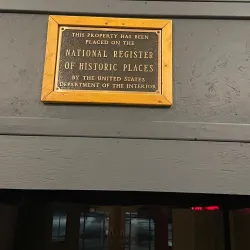 THIS PROPERTY HAS BEEN
PLACED ON THE
NATIONAL REGISTER
OF HISTORIC PLACES
BY THE UNITED STATES
DEPARTMENT OF THE INTERIOR